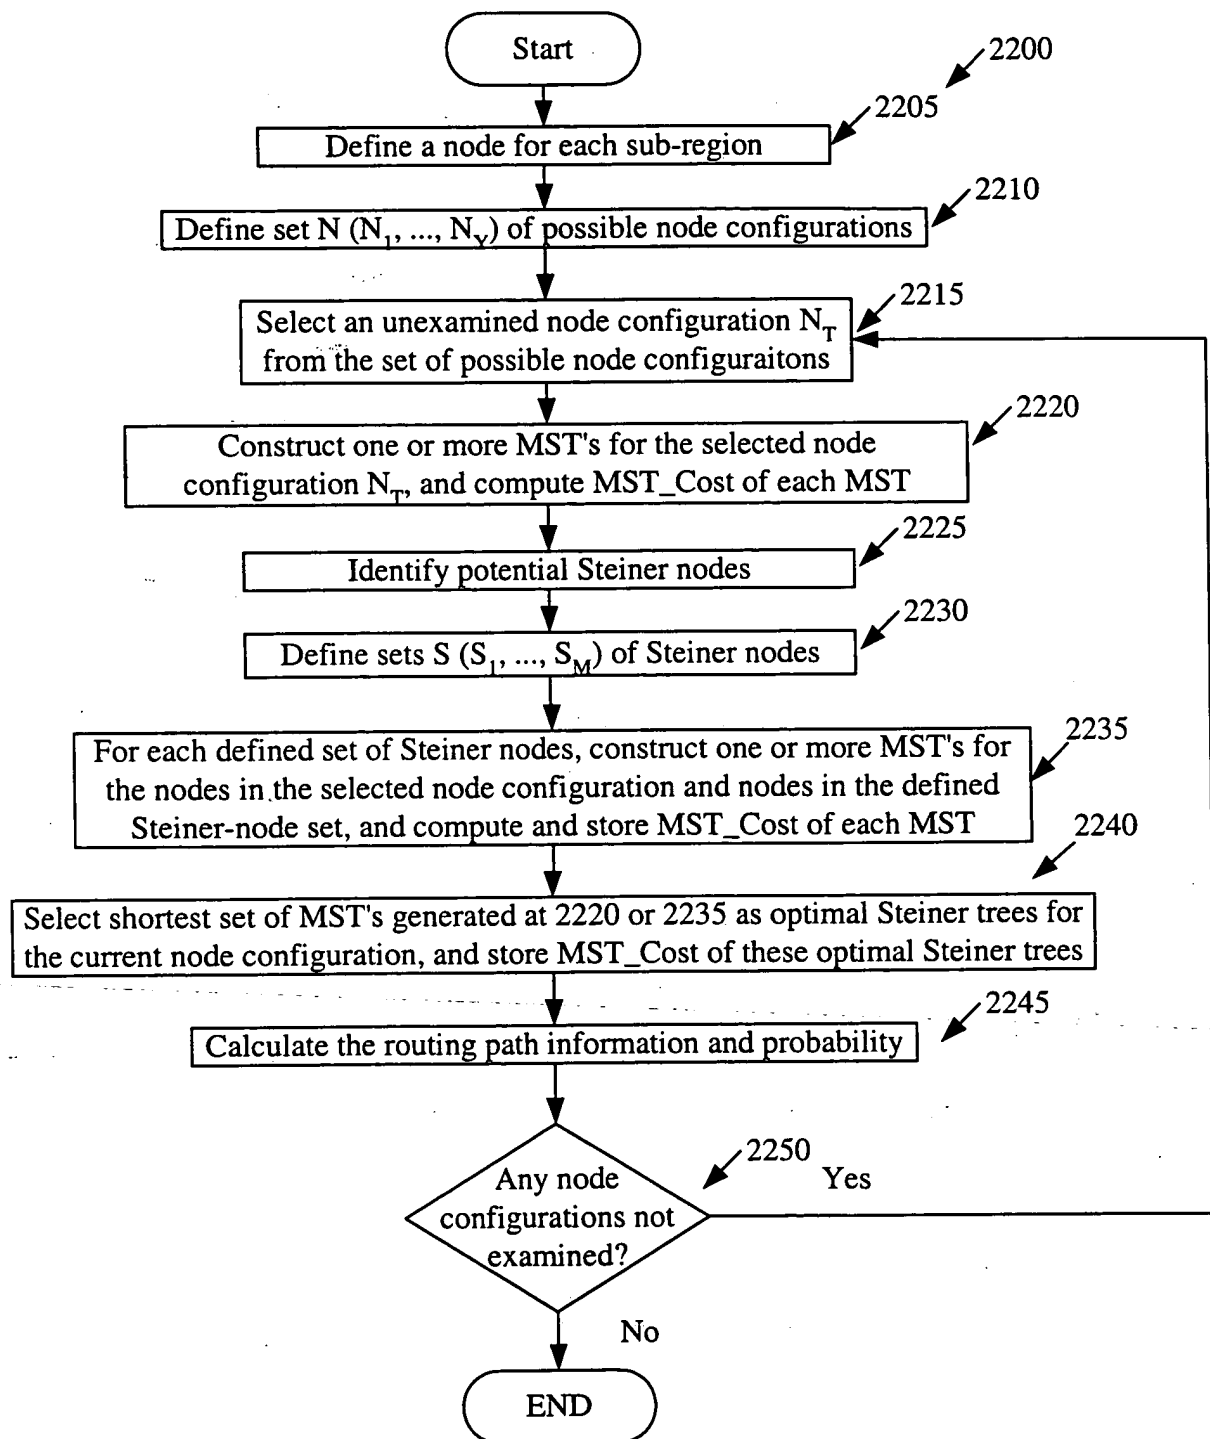 Start
2200
2205
Define a node for each sub-region
2210
Define set N (N1, ..., NY) of possible node configurations
2215
Select an unexamined node configuration NT
from the set of possible node configuraitons
2220
Construct one or more MST's for the selected node
configuration NT, and compute MST_Cost of each MST
2225
Identify potential Steiner nodes
2230
Define sets S (S1, ..., SM) of Steiner nodes
2235
For each defined set of Steiner nodes, construct one or more MST's for
the nodes in the selected node configuration and nodes in the defined
Steiner-node set, and compute and store MST_Cost of each MST
2240
Select shortest set of MST's generated at 2220 or 2235 as optimal Steiner trees for
the current node configuration, and store MST_Cost of these optimal Steiner trees
2245
Calculate the routing path information and probability
2250
Yes
Any node
configurations not
examined?
No
END